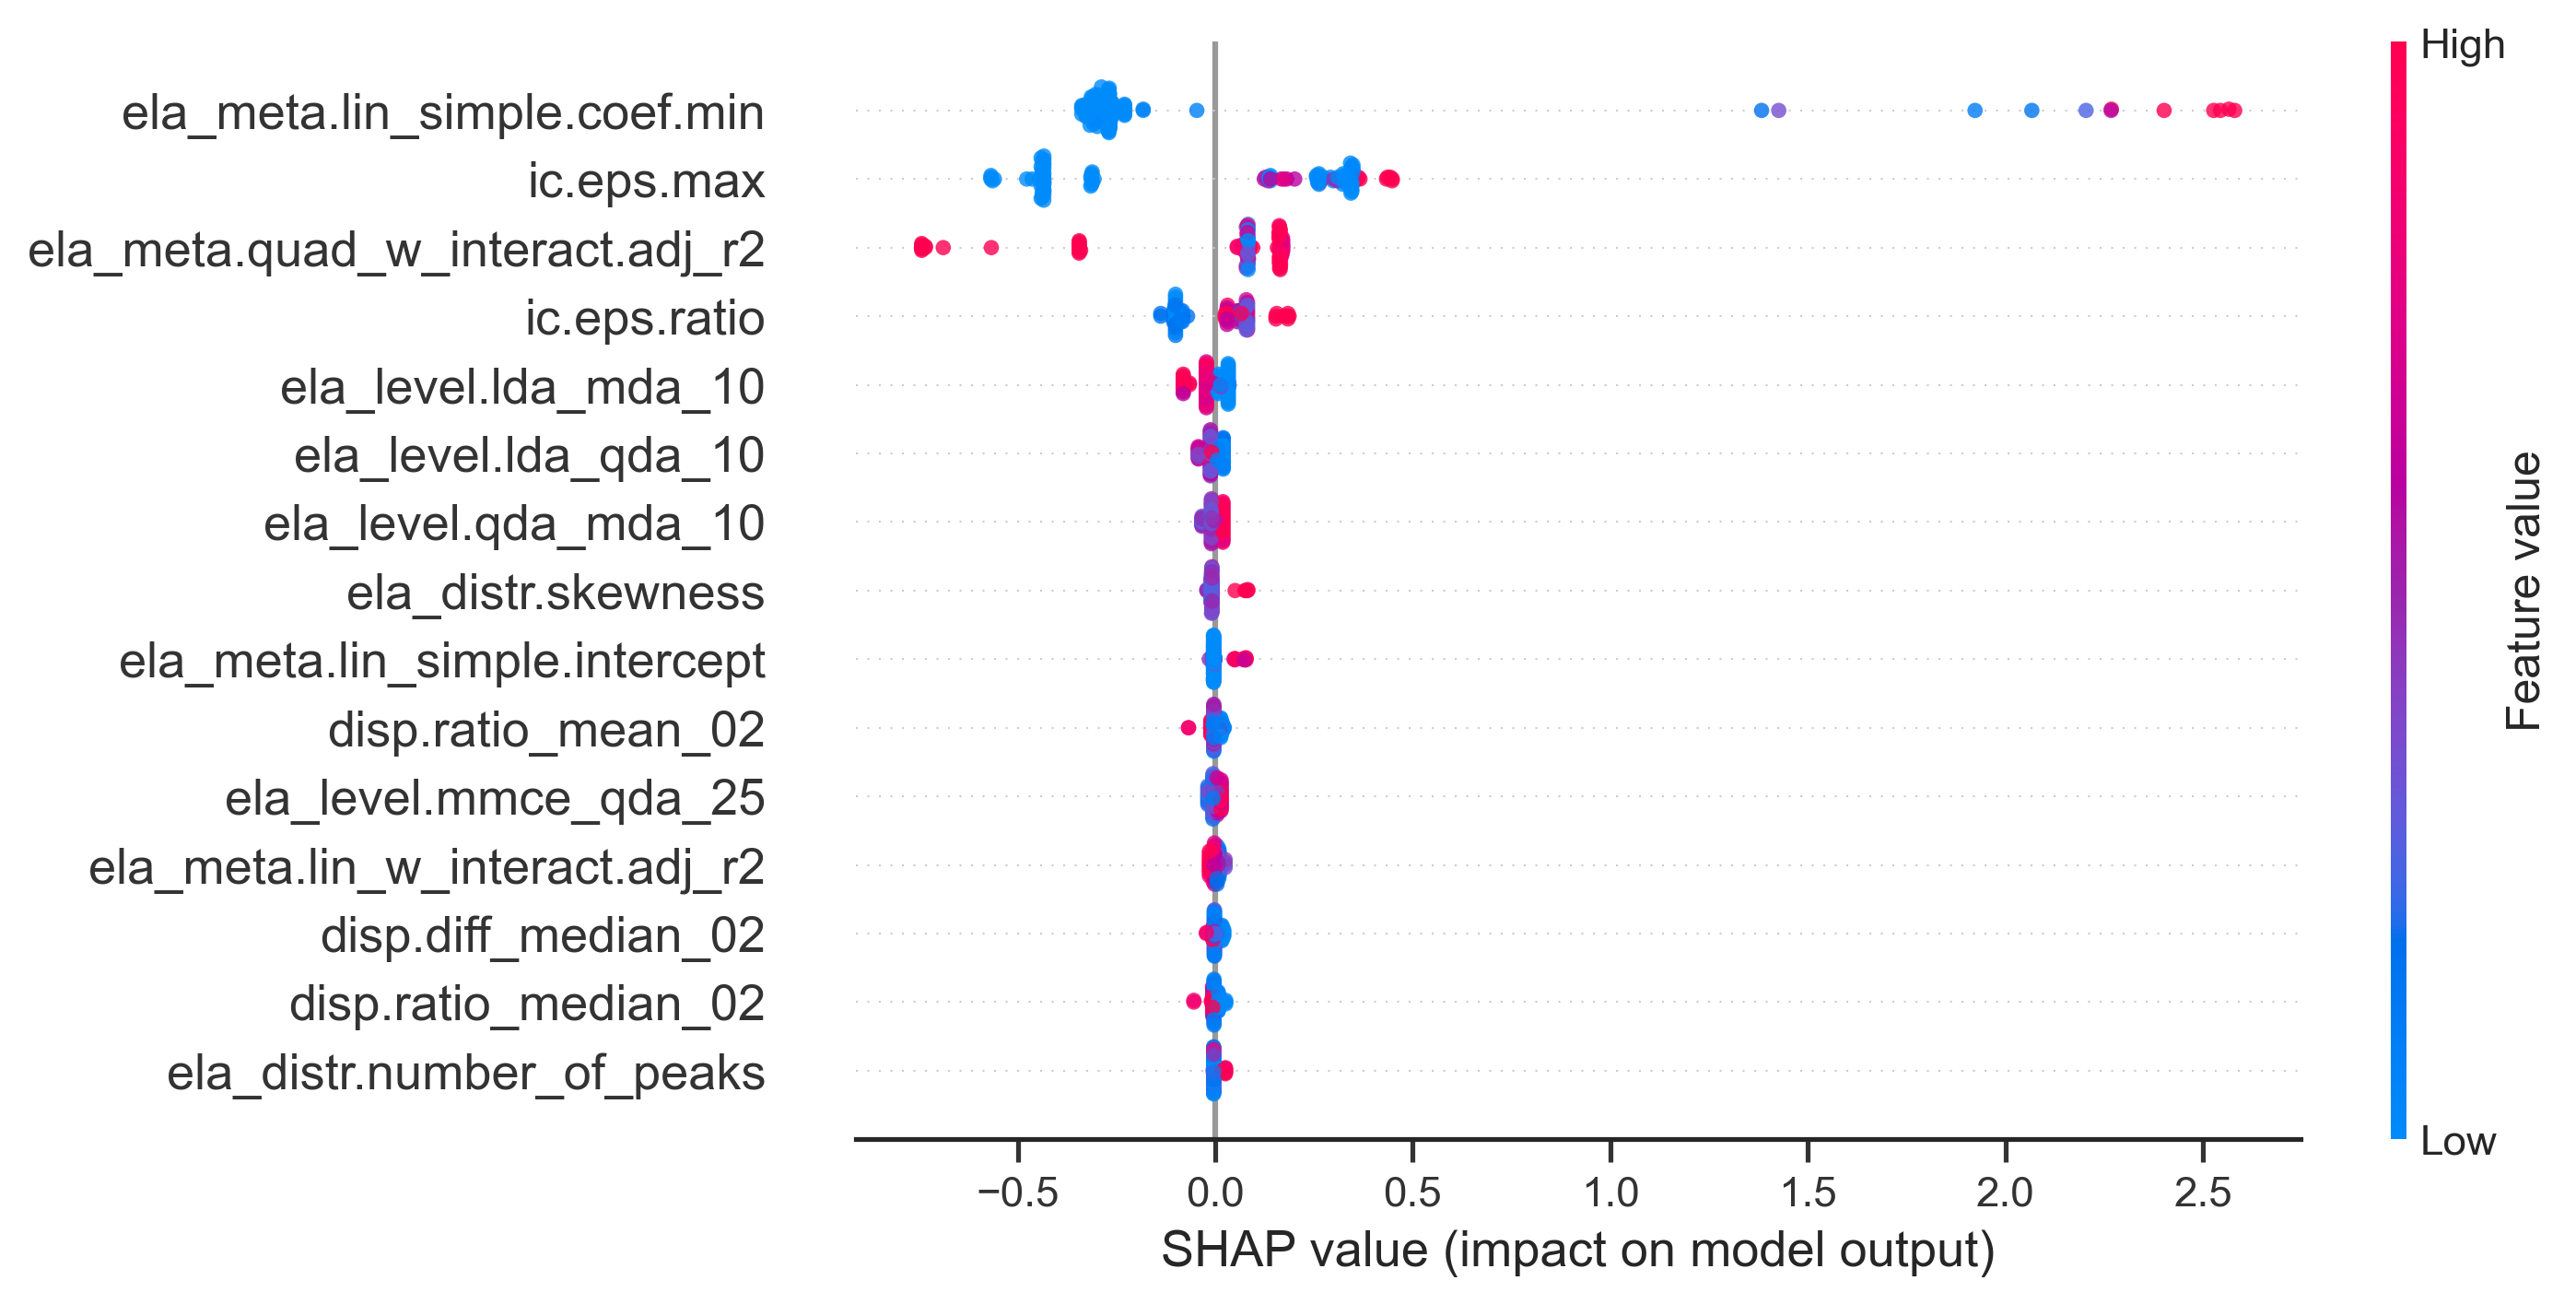 High
ela_meta.lin_simple.coef.min
ic.eps.max
ela_meta.quad_w_interact.adj_r2
ic.eps.ratio
ela_level.lda_mda_10
ela_level.lda_qda_10
ela_level.qda_mda_10
ela_distr.skewness
ela_meta.lin_simple.intercept
disp.ratio_mean_02
ela_level.mmce_qda_25
ela_meta.lin_w_interact.adj_r2
disp.diff_median_02
disp.ratio_median_02
ela_distr.number_of_peaks
Feature value
Low
−0.5 0.0 0.5 1.0 1.5 2.0 2.5
SHAP value (impact on model output)